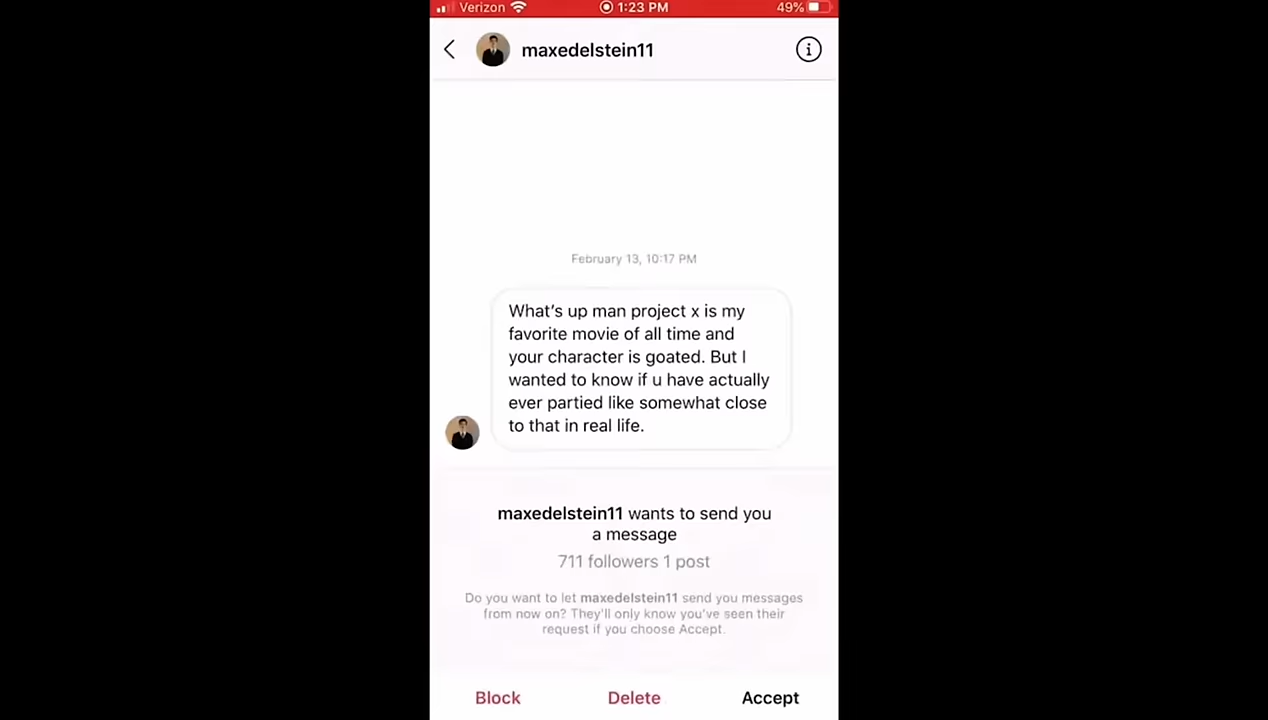 Verizon 1:23 PM 49%
maxedelstein11
February 13, 10:17 PM
What's up man project x is my
favorite movie of all time and
your character is goated. But I
wanted to know if u have actually
ever partied like somewhat close
to that in real life.
maxedelstein11 wants to send you
a message
711 followers 1 post
Do you want to let maxedelstein11 send you messages
from now on? They'll only know you've seen their
request if you choose Accept.
Block Delete Accept